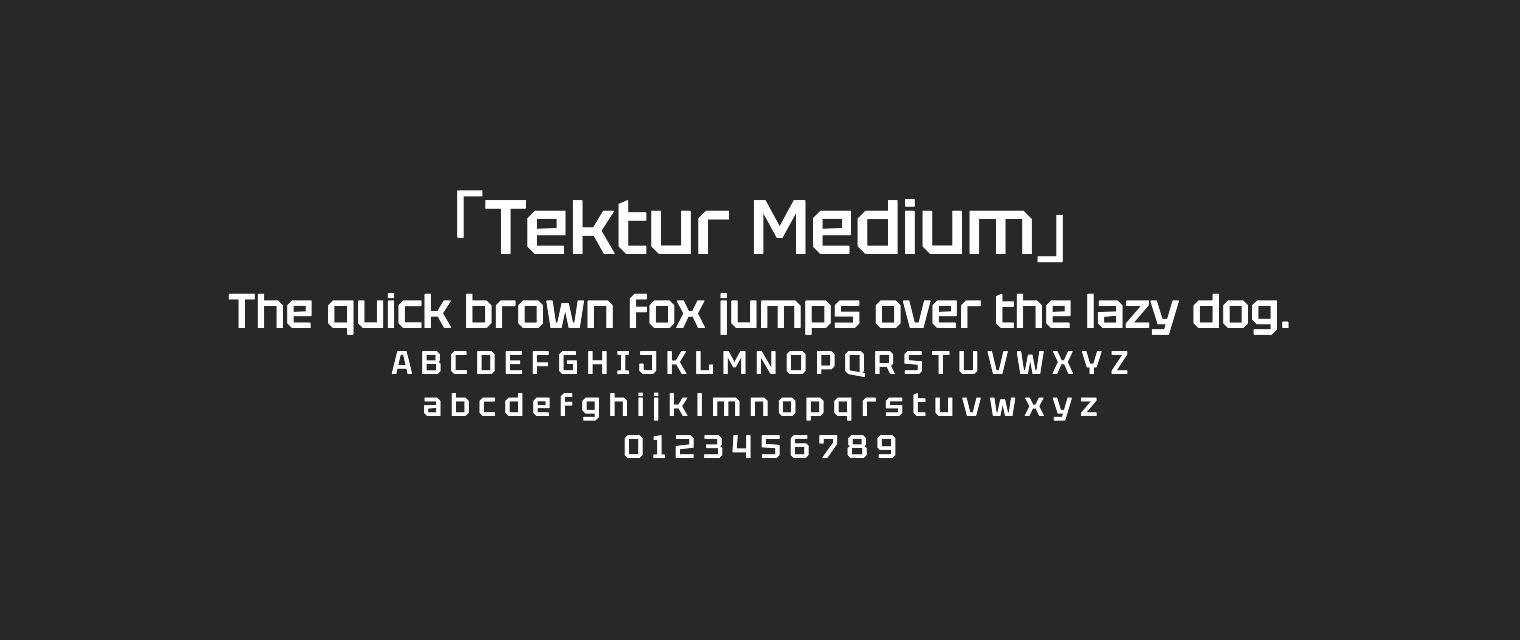 「Tektur Medium」
The quick brown fox jumps over the lazy dog.
A B C D E F G H I J K L M N O P Q R S T U V W X Y Z
a b c d e f g h i j k l m n o p q r s t u v w x y z
0 1 2 3 4 5 6 7 8 9